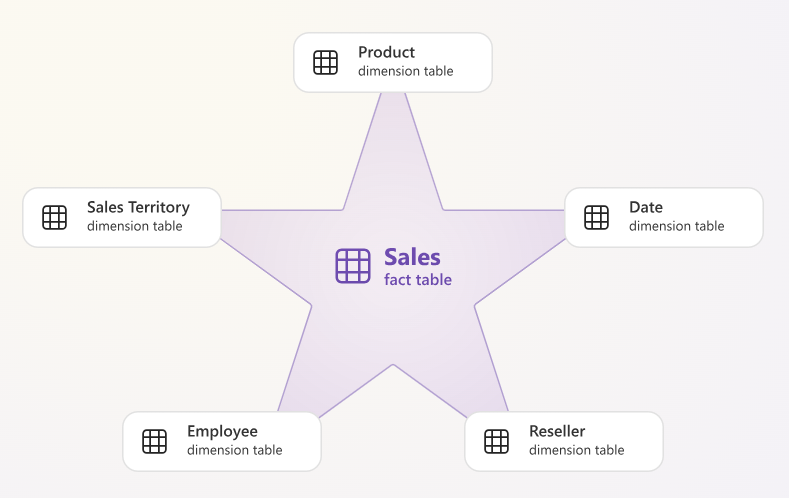 Product
dimension table
Sales Territory
dimension table
Date
dimension table
Sales
fact table
Employee
dimension table
Reseller
dimension table